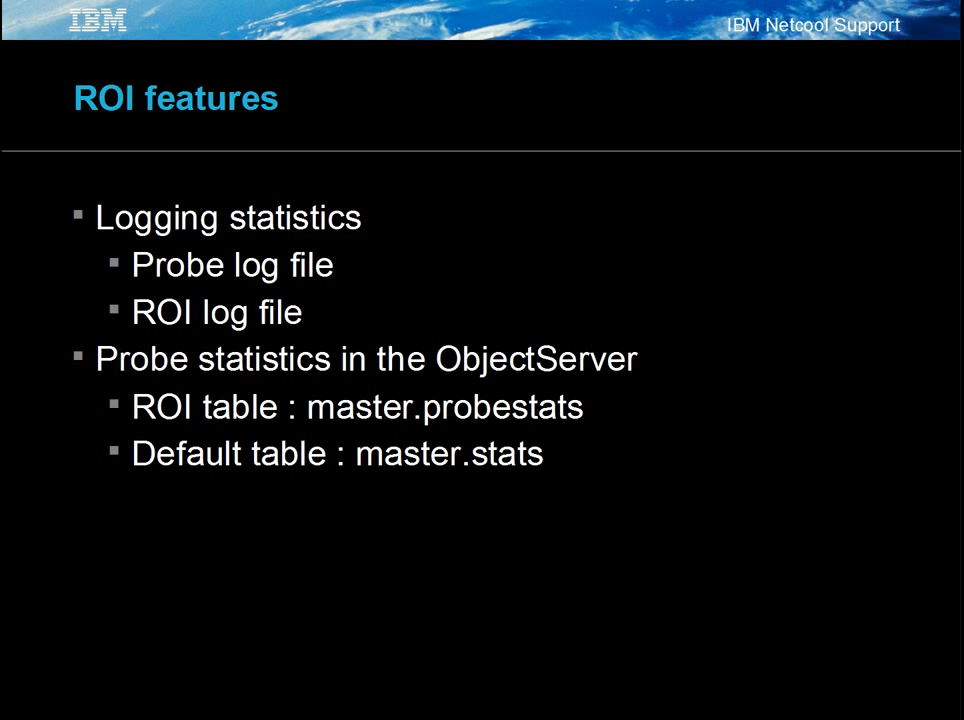 IBM
IBM Netcool Support
ROI features
Logging statistics
Probe log file
ROI log file
Probe statistics in the ObjectServer
ROI table : master.probestats
Default table : master.stats